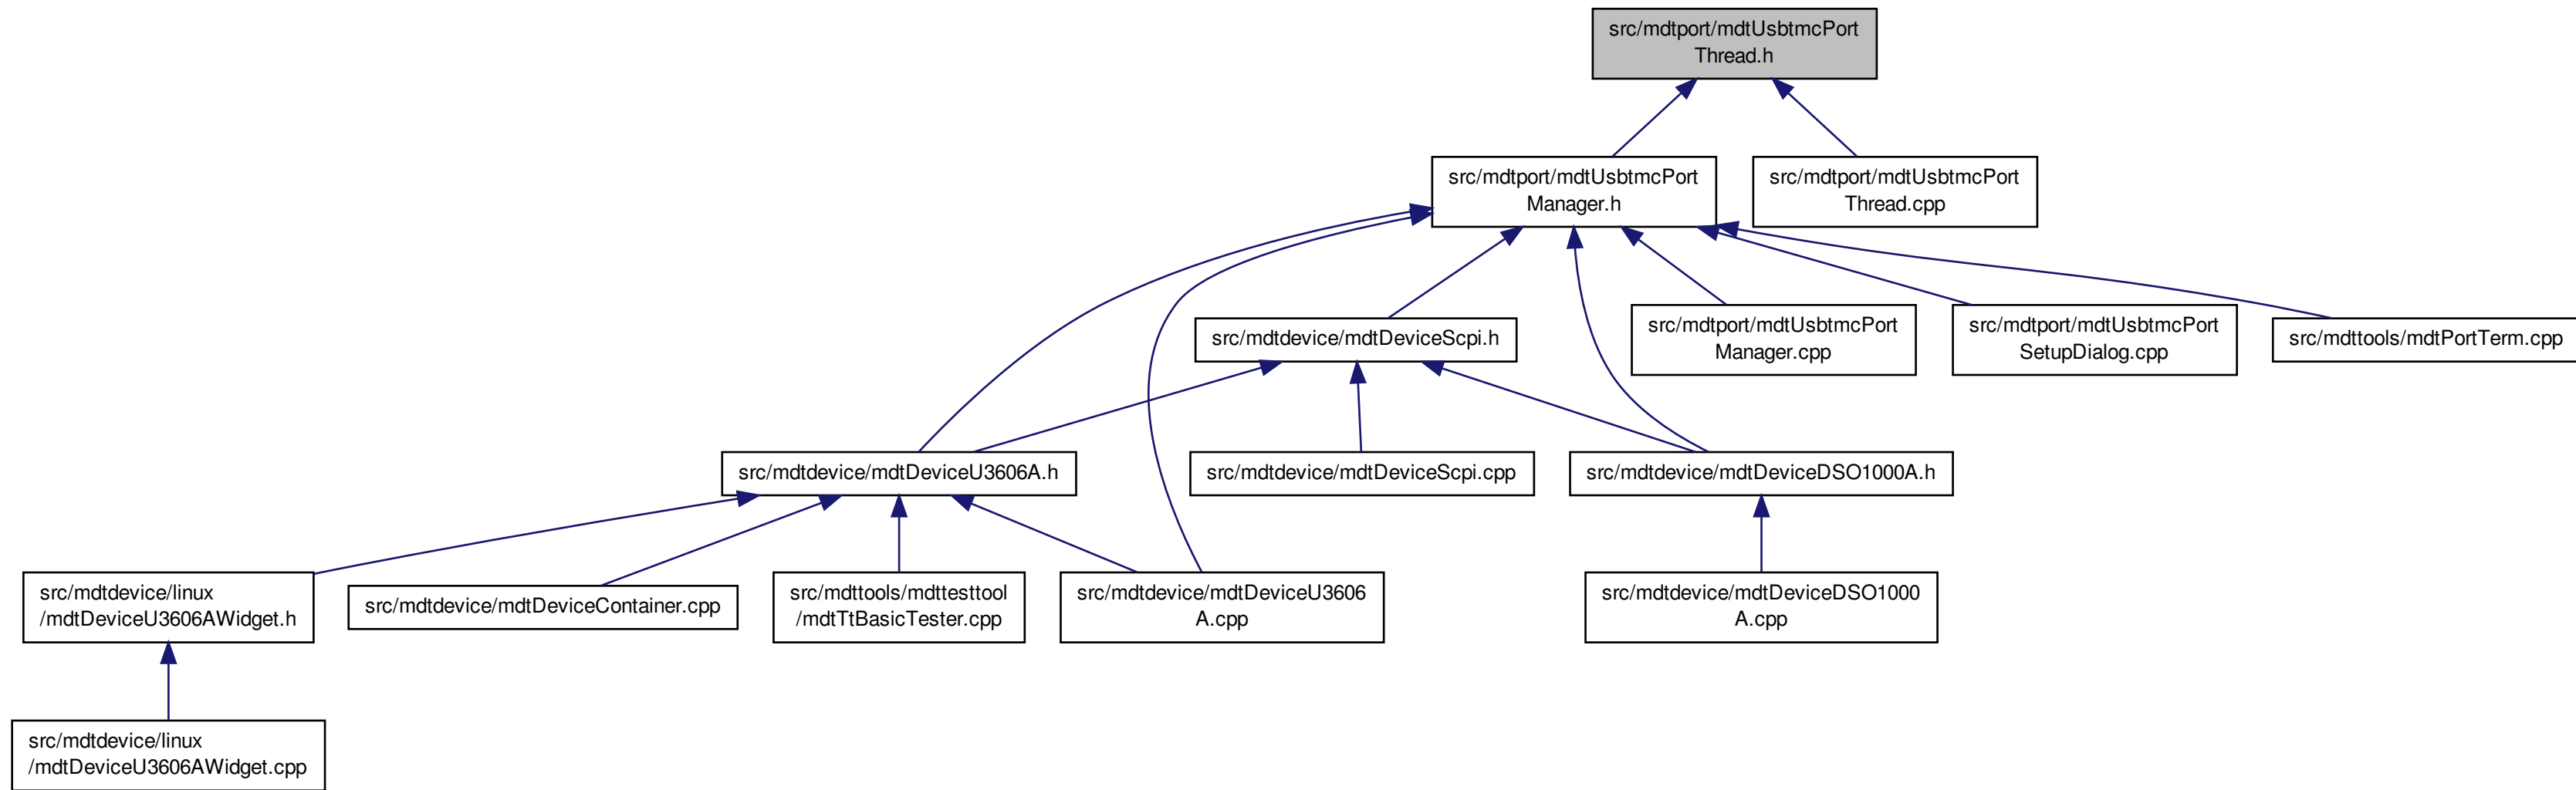 src/mdtport/mdtUsbtmcPort
Thread.h
src/mdtport/mdtUsbtmcPort
Manager.h
src/mdtport/mdtUsbtmcPort
Thread.cpp
src/mdtdevice/mdtDeviceScpi.h
src/mdtport/mdtUsbtmcPort
Manager.cpp
src/mdtport/mdtUsbtmcPort
SetupDialog.cpp
src/mdttools/mdtPortTerm.cpp
src/mdtdevice/mdtDeviceU3606A.h
src/mdtdevice/mdtDeviceScpi.cpp
src/mdtdevice/mdtDeviceDSO1000A.h
src/mdtdevice/linux
/mdtDeviceU3606AWidget.h
src/mdtdevice/mdtDeviceContainer.cpp
src/mdttools/mdttesttool
/mdtTtBasicTester.cpp
src/mdtdevice/mdtDeviceU3606
A.cpp
src/mdtdevice/mdtDeviceDSO1000
A.cpp
src/mdtdevice/linux
/mdtDeviceU3606AWidget.cpp